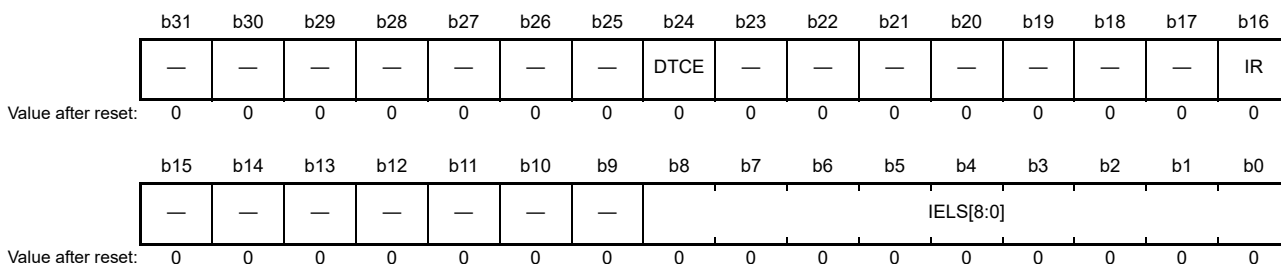 b31 b30 b29 b28 b27 b26 b25 b24 b23 b22 b21 b20 b19 b18 b17 b16
— — — — — — — DTCE — — — — — — — IR
Value after reset: 0 0 0 0 0 0 0 0 0 0 0 0 0 0 0 0
b15 b14 b13 b12 b11 b10 b9 b8 b7 b6 b5 b4 b3 b2 b1 b0
— — — — — — — IELS[8:0]
Value after reset: 0 0 0 0 0 0 0 0 0 0 0 0 0 0 0 0